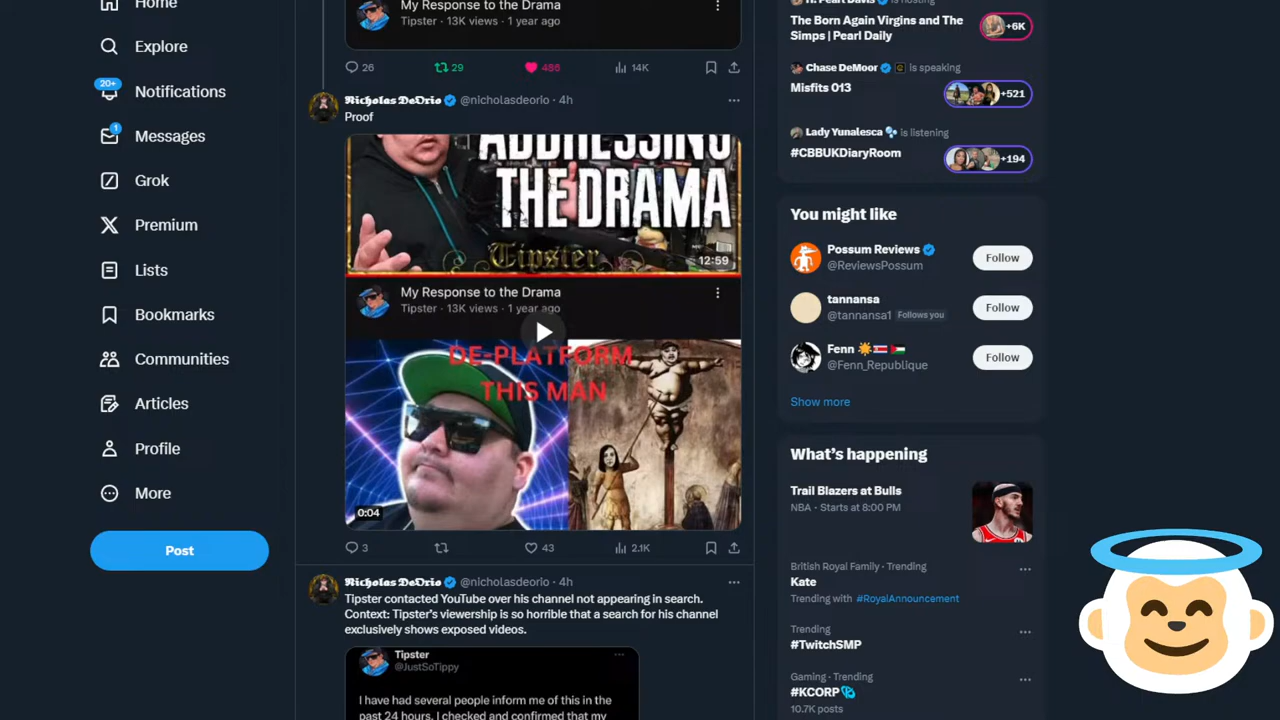 Home
Explore
20+
Notifications
1
Messages
Grok
Premium
Lists
Bookmarks
Communities
Articles
Profile
More
Post
My Response to the Drama
Tipster · 13K views · 1 year ago
26
29
486
14K
Nicholas DeOrio @nicholasdeorio · 4h
Proof
ADDRESSING
THE DRAMA
Tipster
12:59
My Response to the Drama
Tipster · 13K views · 1 year ago
DE-PLATFORM
THIS MAN
0:04
3
43
2.1K
Nicholas DeOrio @nicholasdeorio · 4h
Tipster contacted YouTube over his channel not appearing in search.
Context: Tipster's viewership is so horrible that a search for his channel
exclusively shows exposed videos.
Tipster
@JustSoTippy
I have had several people inform me of this in the
past 24 hours. I checked and confirmed that my
H. Pearl Davis is hosting
The Born Again Virgins and The
Simps | Pearl Daily
+6K
Chase DeMoor is speaking
Misfits 013
+521
Lady Yunalesca is listening
#CBBUKDiaryRoom
+194
You might like
Possum Reviews
@ReviewsPossum
Follow
tannansa
@tannansa1 Follows you
Follow
Fenn
@Fenn_Republique
Follow
Show more
What's happening
Trail Blazers at Bulls
NBA · Starts at 8:00 PM
British Royal Family · Trending
Kate
Trending with #RoyalAnnouncement
Trending
#TwitchSMP
Gaming · Trending
#KCORP
10.7K posts